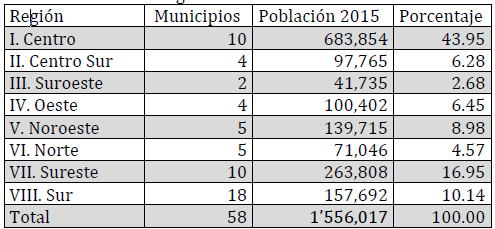 Región Municipios Población 2015 Porcentaje
I. Centro 10 683,854 43.95
II. Centro Sur 4 97,765 6.28
III. Suroeste 2 41,735 2.68
IV. Oeste 4 100,402 6.45
V. Noroeste 5 139,715 8.98
VI. Norte 5 71,046 4.57
VII. Sureste 10 263,808 16.95
VIII. Sur 18 157,692 10.14
Total 58 1’556,017 100.00